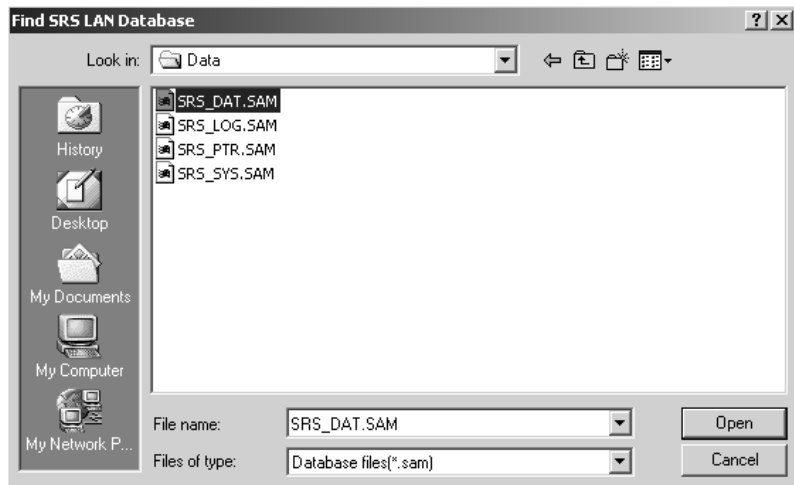 Find SRS LAN Database
Look in: Data
SRS_DAT.SAM
SRS_LOG.SAM
SRS_PTR.SAM
SRS_SYS.SAM
History
Desktop
My Documents
My Computer
My Network P...
File name: SRS_DAT.SAM
Open
Files of type: Database files(*.sam)
Cancel